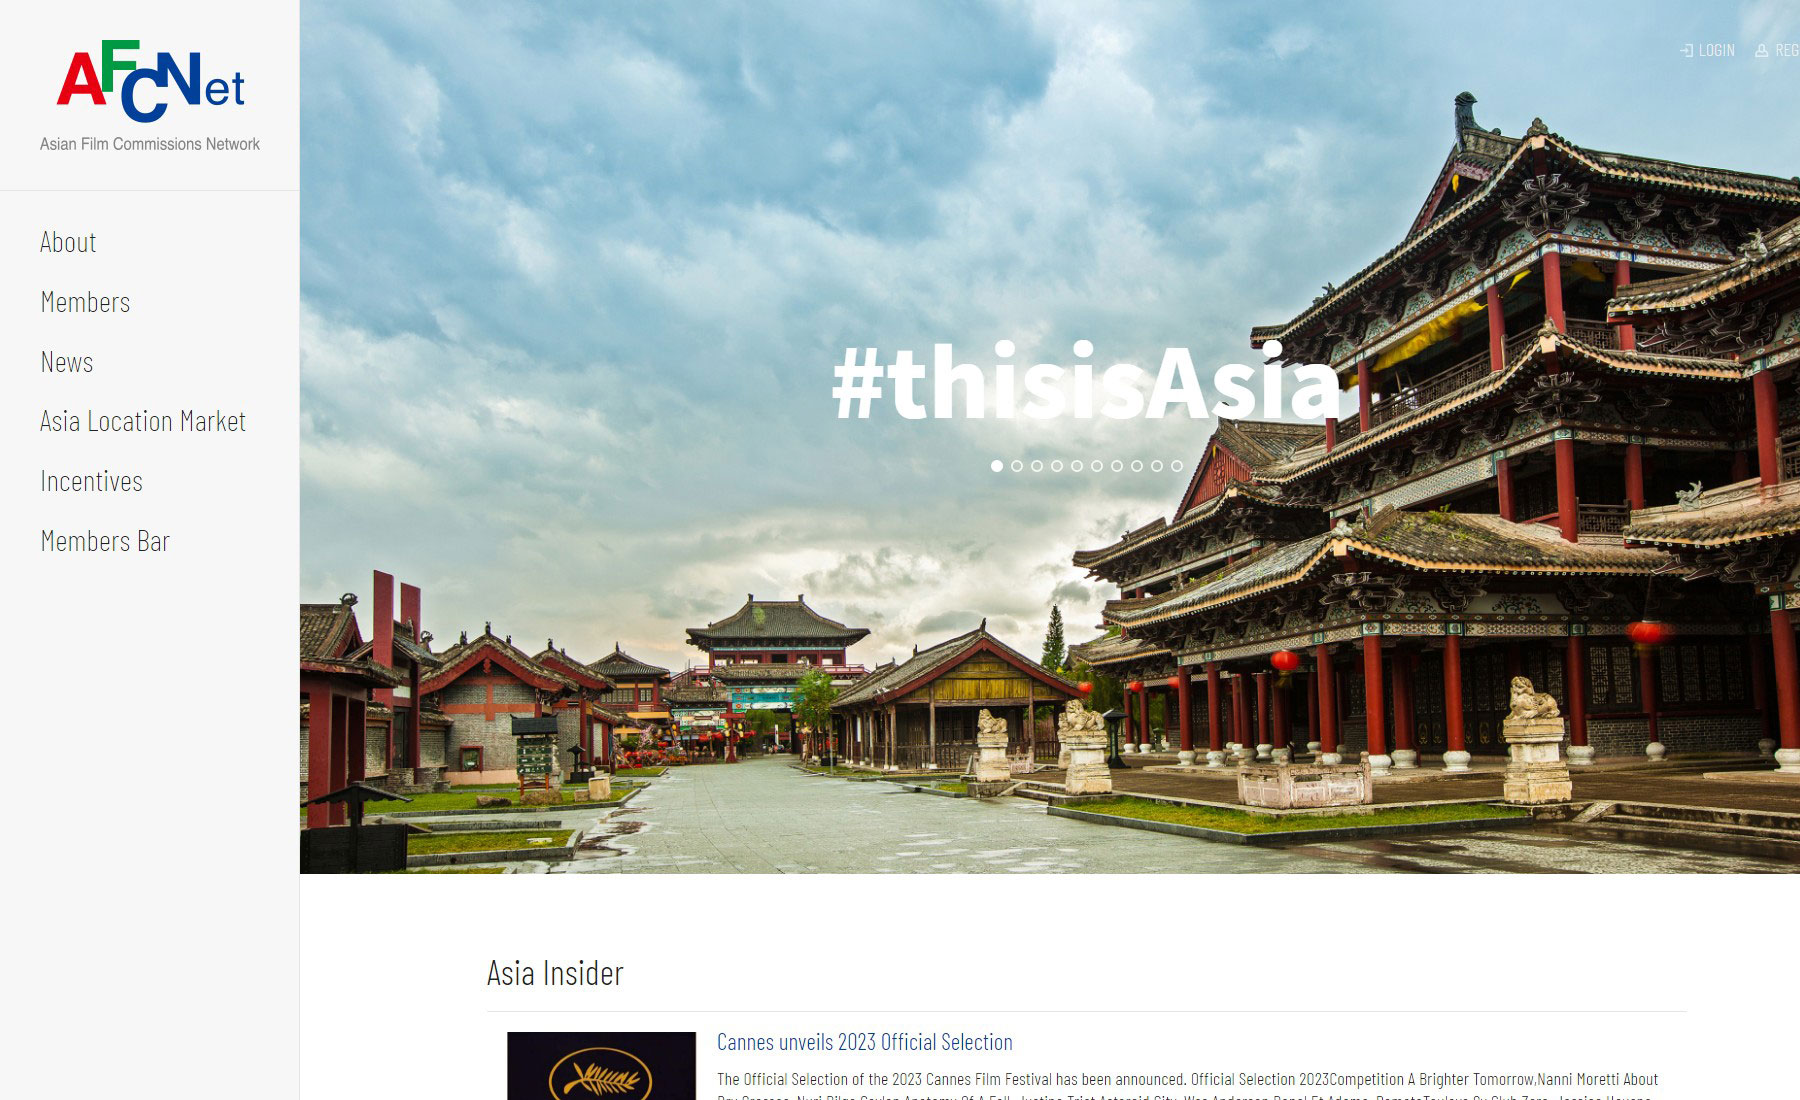 AFCNet
Asian Film Commissions Network
LOGIN
About
Members
News
Asia Location Market
Incentives
Members Bar
#thisisAsia
Asia Insider
Cannes unveils 2023 Official Selection
The Official Selection of the 2023 Cannes Film Festival has been announced. Official Selection 2023Competition A Brighter Tomorrow,Nanni Moretti About